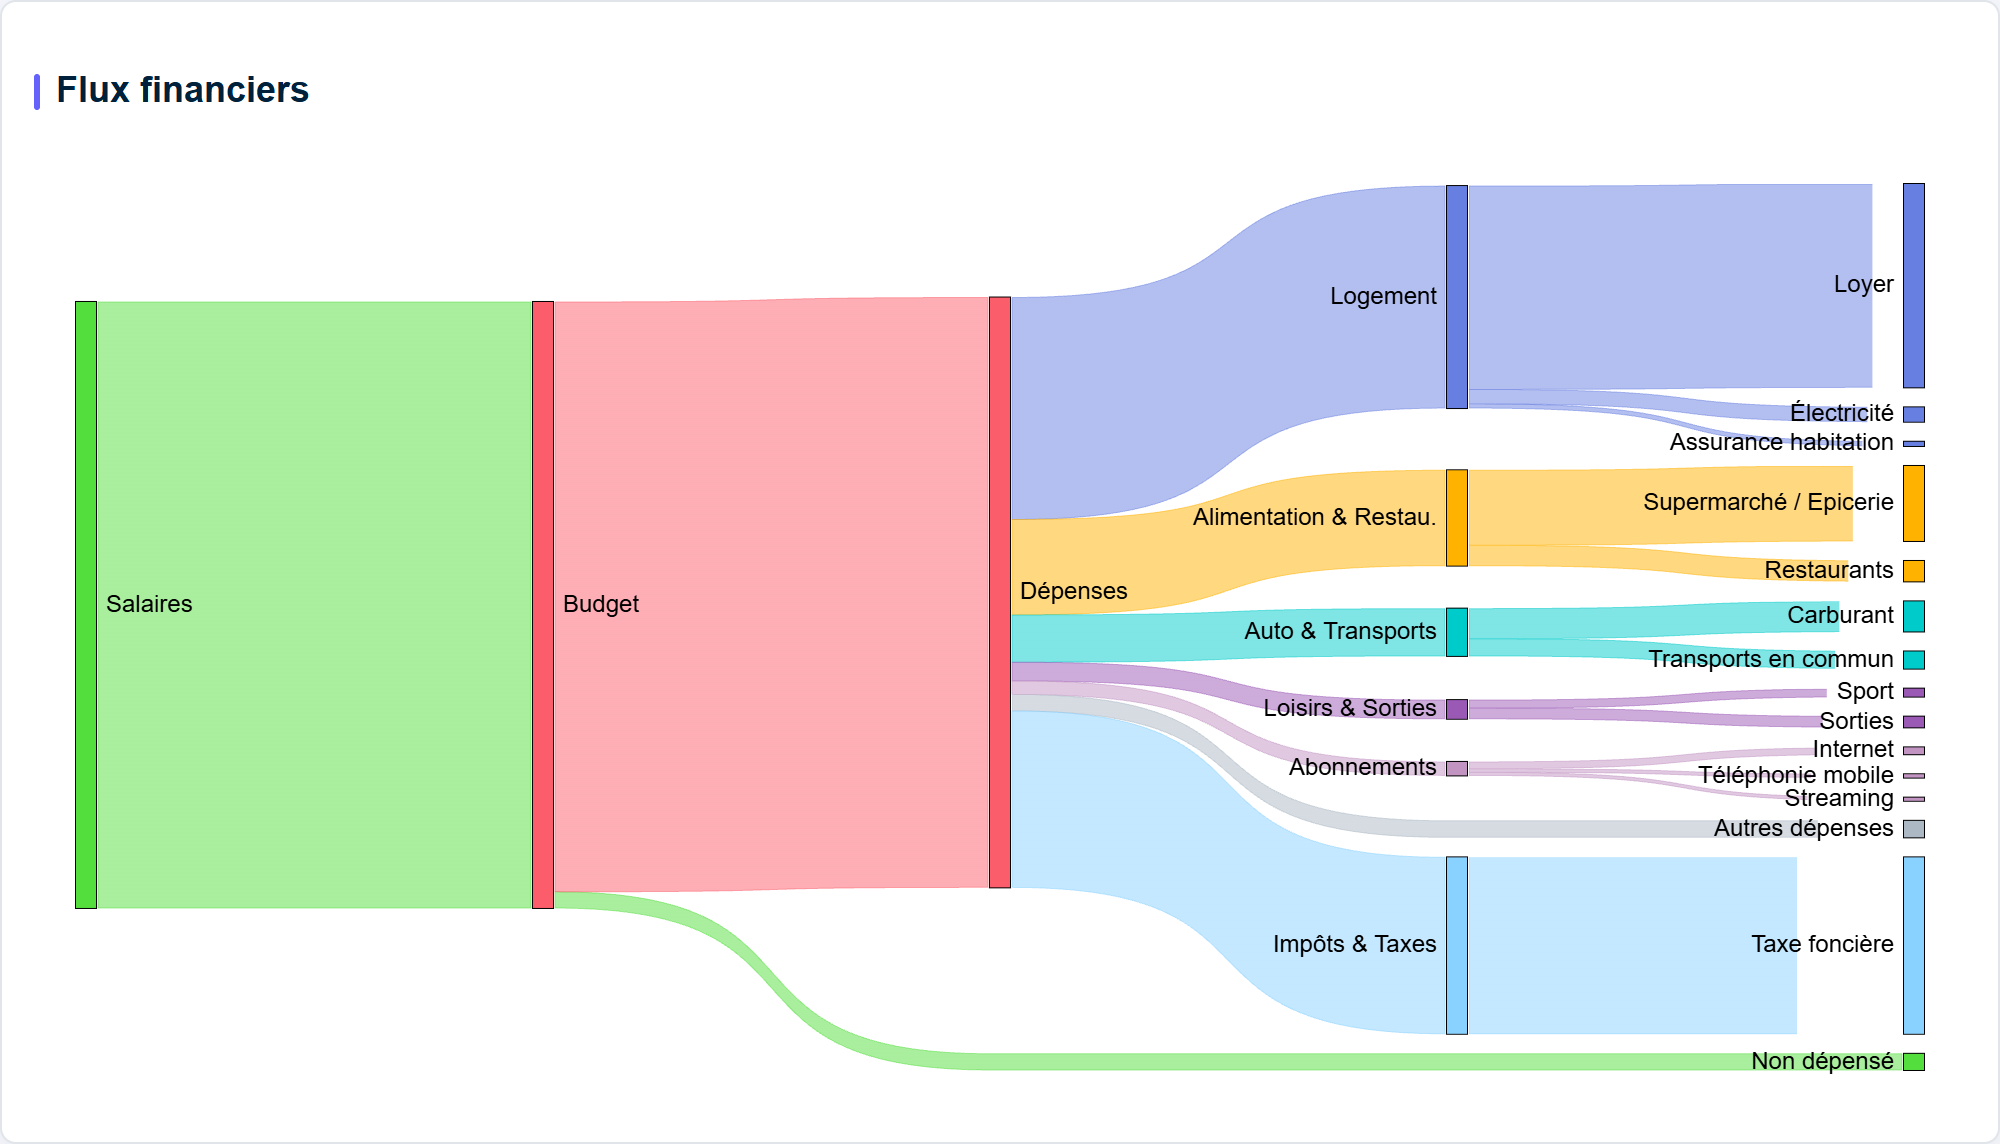 Flux financiers
Salaires
Budget
Dépenses
Logement
Alimentation & Restau.
Auto & Transports
Loisirs & Sorties
Abonnements
Impôts & Taxes
Loyer
Électricité
Assurance habitation
Supermarché / Epicerie
Restaurants
Carburant
Transports en commun
Sport
Sorties
Internet
Téléphonie mobile
Streaming
Autres dépenses
Taxe foncière
Non dépensé